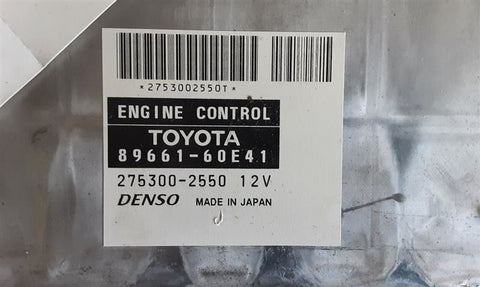 *2753002550T*
ENGINE CONTROL
TOYOTA
89661-60E41
275300-2550 12V
DENSO MADE IN JAPAN